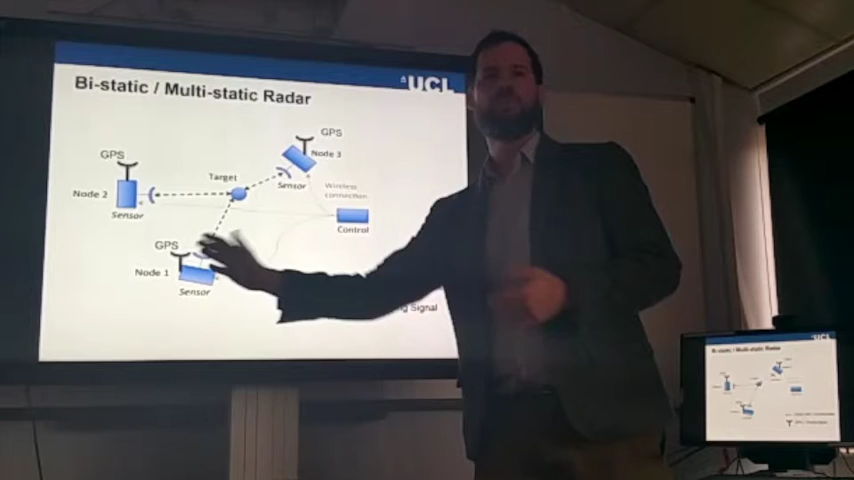 UCL
Bi-static / Multi-static Radar
GPS
Node 3
Sensor
GPS
Node 2
Sensor
Target
Wireless
connection
Control
GPS
Node 1
Sensor
Signal
UCL
Bi-static / Multi-static Radar